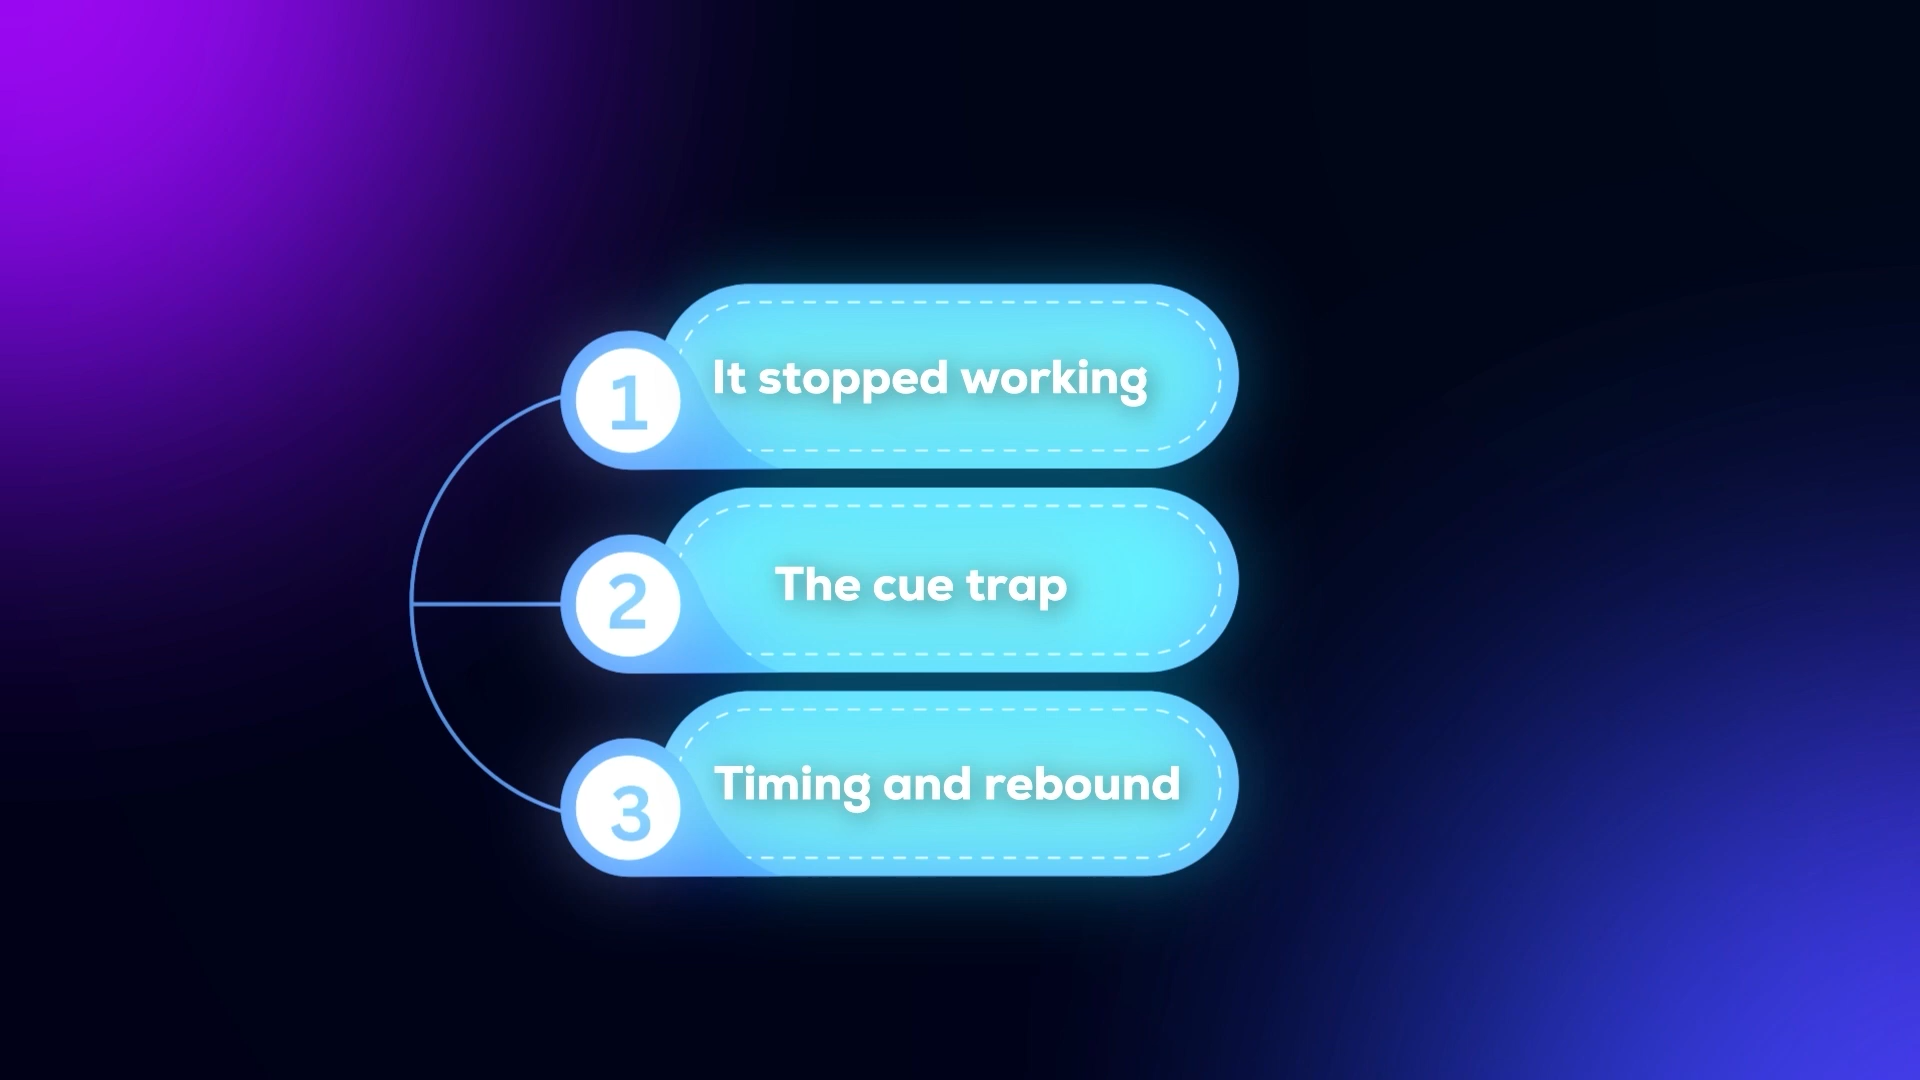 1
It stopped working
2
The cue trap
3
Timing and rebound